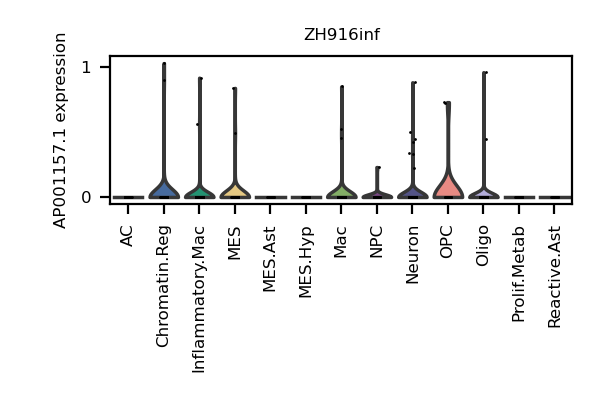 ZH916inf
AP001157.1 expression
1
0
AC
Chromatin.Reg
Inflammatory.Mac
MES
MES.Ast
MES.Hyp
Mac
NPC
Neuron
OPC
Oligo
Prolif.Metab
Reactive.Ast